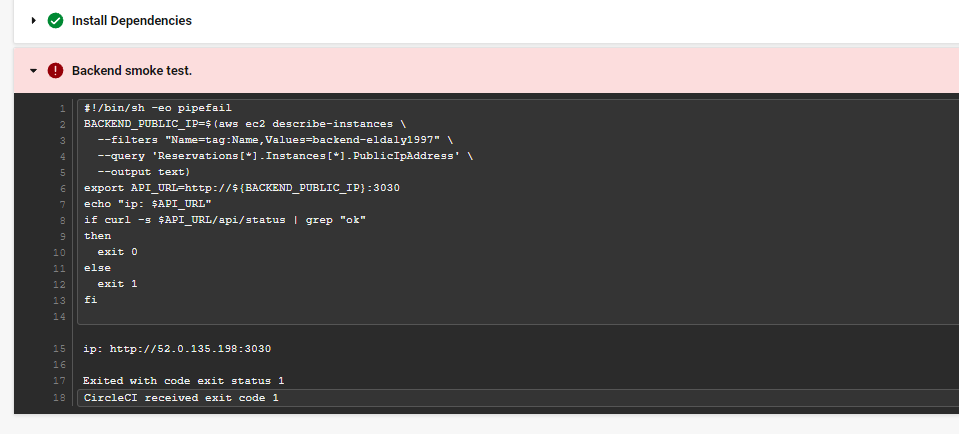 Install Dependencies
Backend smoke test.
1 #!/bin/sh -eo pipefail
2 BACKEND_PUBLIC_IP=$(aws ec2 describe-instances \
3   --filters "Name=tag:Name,Values=backend-eldaly1997" \
4   --query 'Reservations[*].Instances[*].PublicIpAddress' \
5   --output text)
6 export API_URL=http://${BACKEND_PUBLIC_IP}:3030
7 echo "ip: $API_URL"
8 if curl -s $API_URL/api/status | grep "ok"
9 then
10   exit 0
11 else
12   exit 1
13 fi
14
15 ip: http://52.0.135.198:3030
16
17 Exited with code exit status 1
18 CircleCI received exit code 1